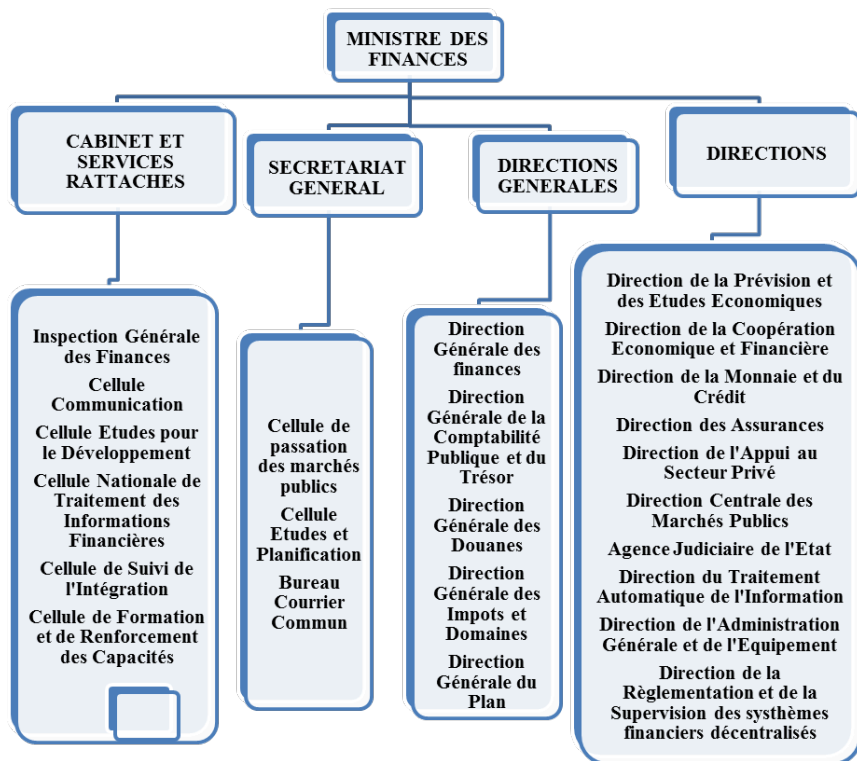 MINISTRE DES
FINANCES
CABINET ET
SERVICES
RATTACHES
SECRETARIAT
GENERAL
DIRECTIONS
GENERALES
DIRECTIONS
Inspection Générale
des Finances
Cellule
Communication
Cellule Etudes pour
le Développement
Cellule Nationale de
Traitement des
Informations
Financières
Cellule de Suivi de
l'Intégration
Cellule de Formation
et de Renforcement
des Capacités
Cellule de
passation
des marchés
publics
Cellule
Etudes et
Planification
Bureau
Courrier
Commun
Direction
Générale des
finances
Direction
Générale de la
Comptabilité
Publique et du
Trésor
Direction
Générale des
Douanes
Direction
Générale des
Impots et
Domaines
Direction
Générale du
Plan
Direction de la Prévision et
des Etudes Economiques
Direction de la Coopération
Economique et Financière
Direction de la Monnaie et du
Crédit
Direction des Assurances
Direction de l'Appui au
Secteur Privé
Direction Centrale des
Marchés Publics
Agence Judiciaire de l'Etat
Direction du Traitement
Automatique de l'Information
Direction de l'Administration
Générale et de l'Equipement
Direction de la
Règlementation et de la
Supervision des systhèmes
financiers décentralisés